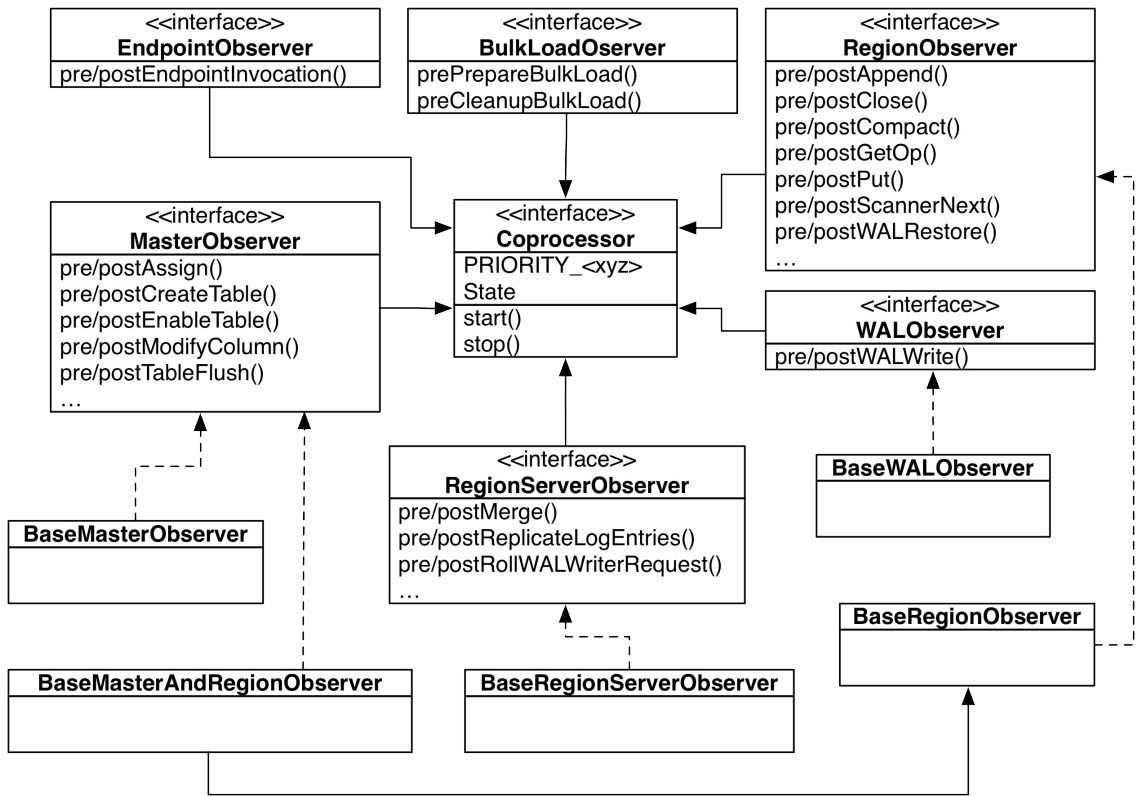 <<interface>>
EndpointObserver
pre/postEndpointInvocation()
<<interface>>
BulkLoadOserver
prePrepareBulkLoad()
preCleanupBulkLoad()
<<interface>>
RegionObserver
pre/postAppend()
pre/postClose()
pre/postCompact()
pre/postGetOp()
pre/postPut()
pre/postScannerNext()
pre/postWALRestore()
...
<<interface>>
MasterObserver
pre/postAssign()
pre/postCreateTable()
pre/postEnableTable()
pre/postModifyColumn()
pre/postTableFlush()
...
<<interface>>
Coprocessor
PRIORITY_<xyz>
State
start()
stop()
<<interface>>
WALObserver
pre/postWALWrite()
<<interface>>
RegionServerObserver
pre/postMerge()
pre/postReplicateLogEntries()
pre/postRollWALWriterRequest()
...
BaseWALObserver
BaseMasterObserver
BaseRegionObserver
BaseMasterAndRegionObserver
BaseRegionServerObserver